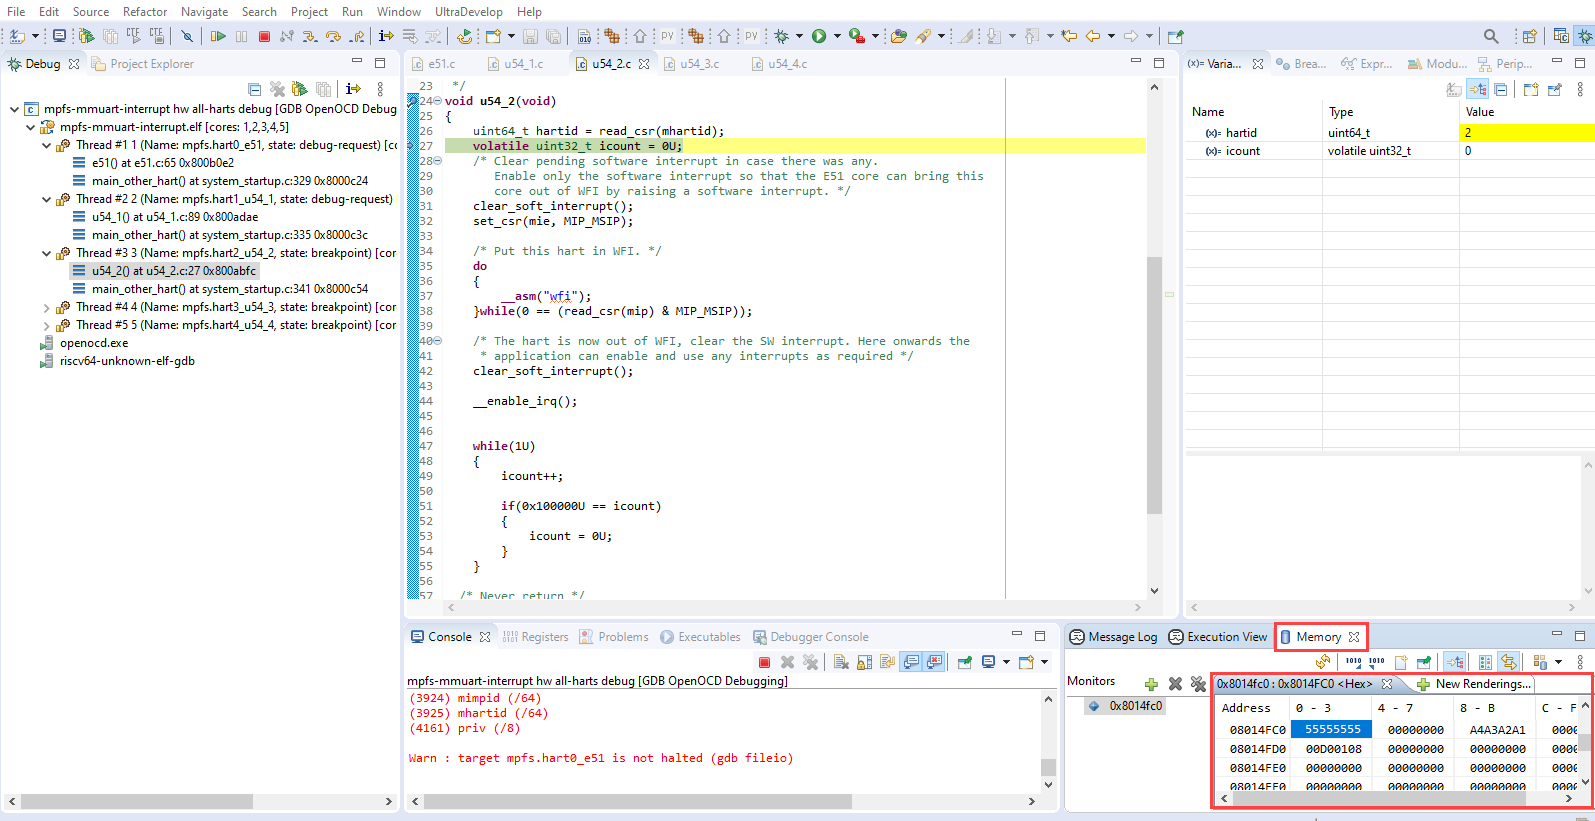 File Edit Source Refactor Navigate Search Project Run Window UltraDevelop Help
Debug Project Explorer
mpfs-mmuart-interrupt hw all-harts debug [GDB OpenOCD Debug
mpfs-mmuart-interrupt.elf [cores: 1,2,3,4,5]
Thread #1 1 (Name: mpfs.hart0_e51, state: debug-request) [co
e51() at e51.c:65 0x800b0e2
main_other_hart() at system_startup.c:329 0x8000c24
Thread #2 2 (Name: mpfs.hart1_u54_1, state: debug-request)
u54_1() at u54_1.c:89 0x800adae
main_other_hart() at system_startup.c:335 0x8000c3c
Thread #3 3 (Name: mpfs.hart2_u54_2, state: breakpoint) [cor
u54_2() at u54_2.c:27 0x800abfc
main_other_hart() at system_startup.c:341 0x8000c54
Thread #4 4 (Name: mpfs.hart3_u54_3, state: breakpoint) [cor
Thread #5 5 (Name: mpfs.hart4_u54_4, state: breakpoint) [cor
openocd.exe
riscv64-unknown-elf-gdb
e51.c u54_1.c u54_2.c u54_3.c u54_4.c
23 */
24 void u54_2(void)
25 {
26 uint64_t hartid = read_csr(mhartid);
27 volatile uint32_t icount = 0U;
28 /* Clear pending software interrupt in case there was any.
29 Enable only the software interrupt so that the E51 core can bring this
30 core out of WFI by raising a software interrupt. */
31 clear_soft_interrupt();
32 set_csr(mie, MIP_MSIP);
33
34 /* Put this hart in WFI. */
35 do
36 {
37 __asm("wfi");
38 }while(0 == (read_csr(mip) & MIP_MSIP));
39
40 /* The hart is now out of WFI, clear the SW interrupt. Here onwards the
41 * application can enable and use any interrupts as required */
42 clear_soft_interrupt();
43
44 __enable_irq();
45
46
47 while(1U)
48 {
49 icount++;
50
51 if(0x100000U == icount)
52 {
53 icount = 0U;
54 }
55 }
56
57 /* Never return */
(x)= Varia... Brea... Expr... Modu... Perip...
Name Type Value
(x)= hartid uint64_t 2
(x)= icount volatile uint32_t 0
Console Registers Problems Executables Debugger Console
mpfs-mmuart-interrupt hw all-harts debug [GDB OpenOCD Debugging]
(3924) mimpid (/64)
(3925) mhartid (/64)
(4161) priv (/8)
Warn : target mpfs.hart0_e51 is not halted (gdb fileio)
Message Log Execution View Memory
Monitors
0x8014fc0
0x8014fc0 : 0x8014FC0 <Hex> New Renderings...
Address 0 - 3 4 - 7 8 - B C - F
08014FC0 55555555 00000000 A4A3A2A1 0000
08014FD0 00D00108 00000000 00000000 0000
08014FE0 00000000 00000000 00000000 0000
08014FF0 00000000 00000000 00000000 0000